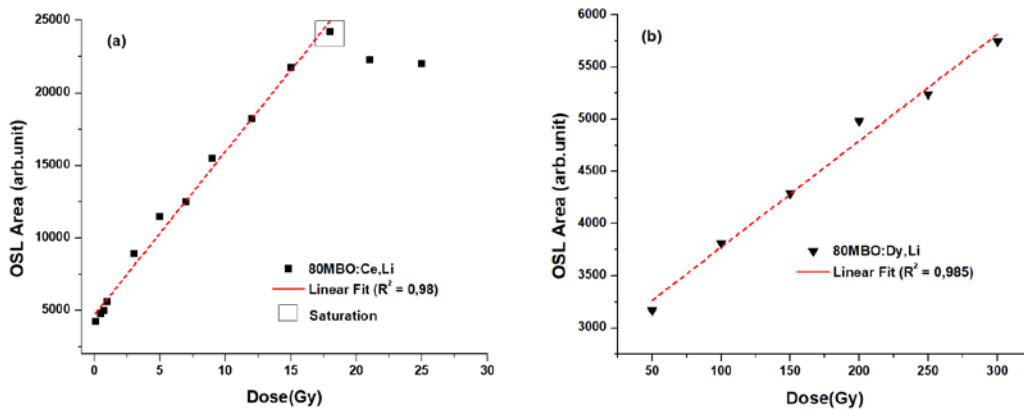 (a)
25000
20000
15000
10000
5000
OSL Area (arb.unit)
80MBO:Ce,Li
Linear Fit (R² = 0,98)
Saturation
0 5 10 15 20 25 30
Dose(Gy)
(b)
6000
5500
5000
4500
4000
3500
3000
OSL Area (arb.unit)
80MBO:Dy,Li
Linear Fit (R² = 0,985)
50 100 150 200 250 300
Dose(Gy)